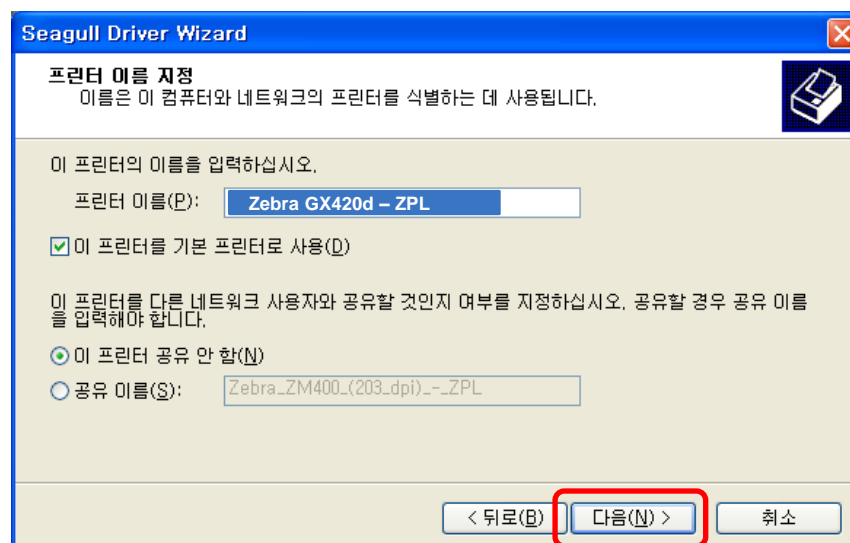 Seagull Driver Wizard
프린터 이름 지정
이름은 이 컴퓨터와 네트워크의 프린터를 식별하는 데 사용됩니다.
이 프린터의 이름을 입력하십시오.
프린터 이름(P): Zebra GX420d – ZPL
이 프린터를 기본 프린터로 사용(D)
이 프린터를 다른 네트워크 사용자와 공유할 것인지 여부를 지정하십시오. 공유할 경우 공유 이름
을 입력해야 합니다.
이 프린터 공유 안 함(N)
공유 이름(S): Zebra_ZM400_(203_dpi)_-_ZPL
< 뒤로(B) 다음(N) > 취소